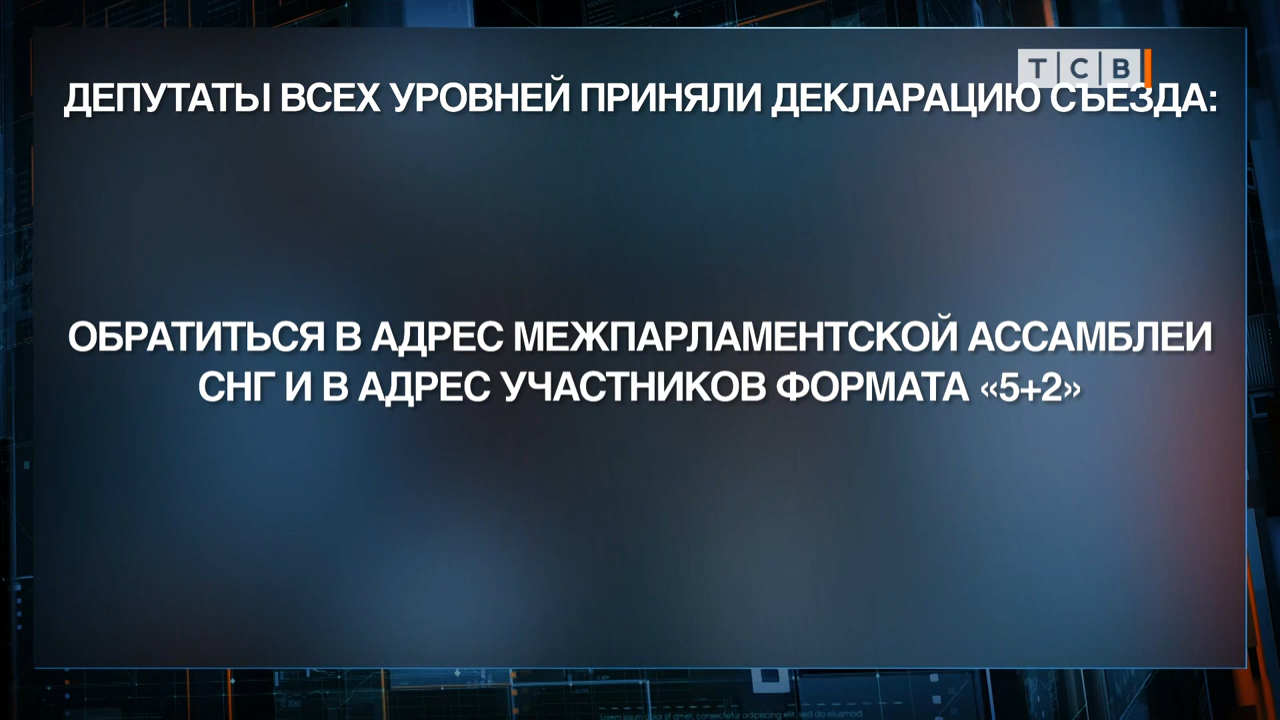 ТСВ
ДЕПУТАТЫ ВСЕХ УРОВНЕЙ ПРИНЯЛИ ДЕКЛАРАЦИЮ СЪЕЗДА:
ОБРАТИТЬСЯ В АДРЕС МЕЖПАРЛАМЕНТСКОЙ АССАМБЛЕИ
СНГ И В АДРЕС УЧАСТНИКОВ ФОРМАТА «5+2»